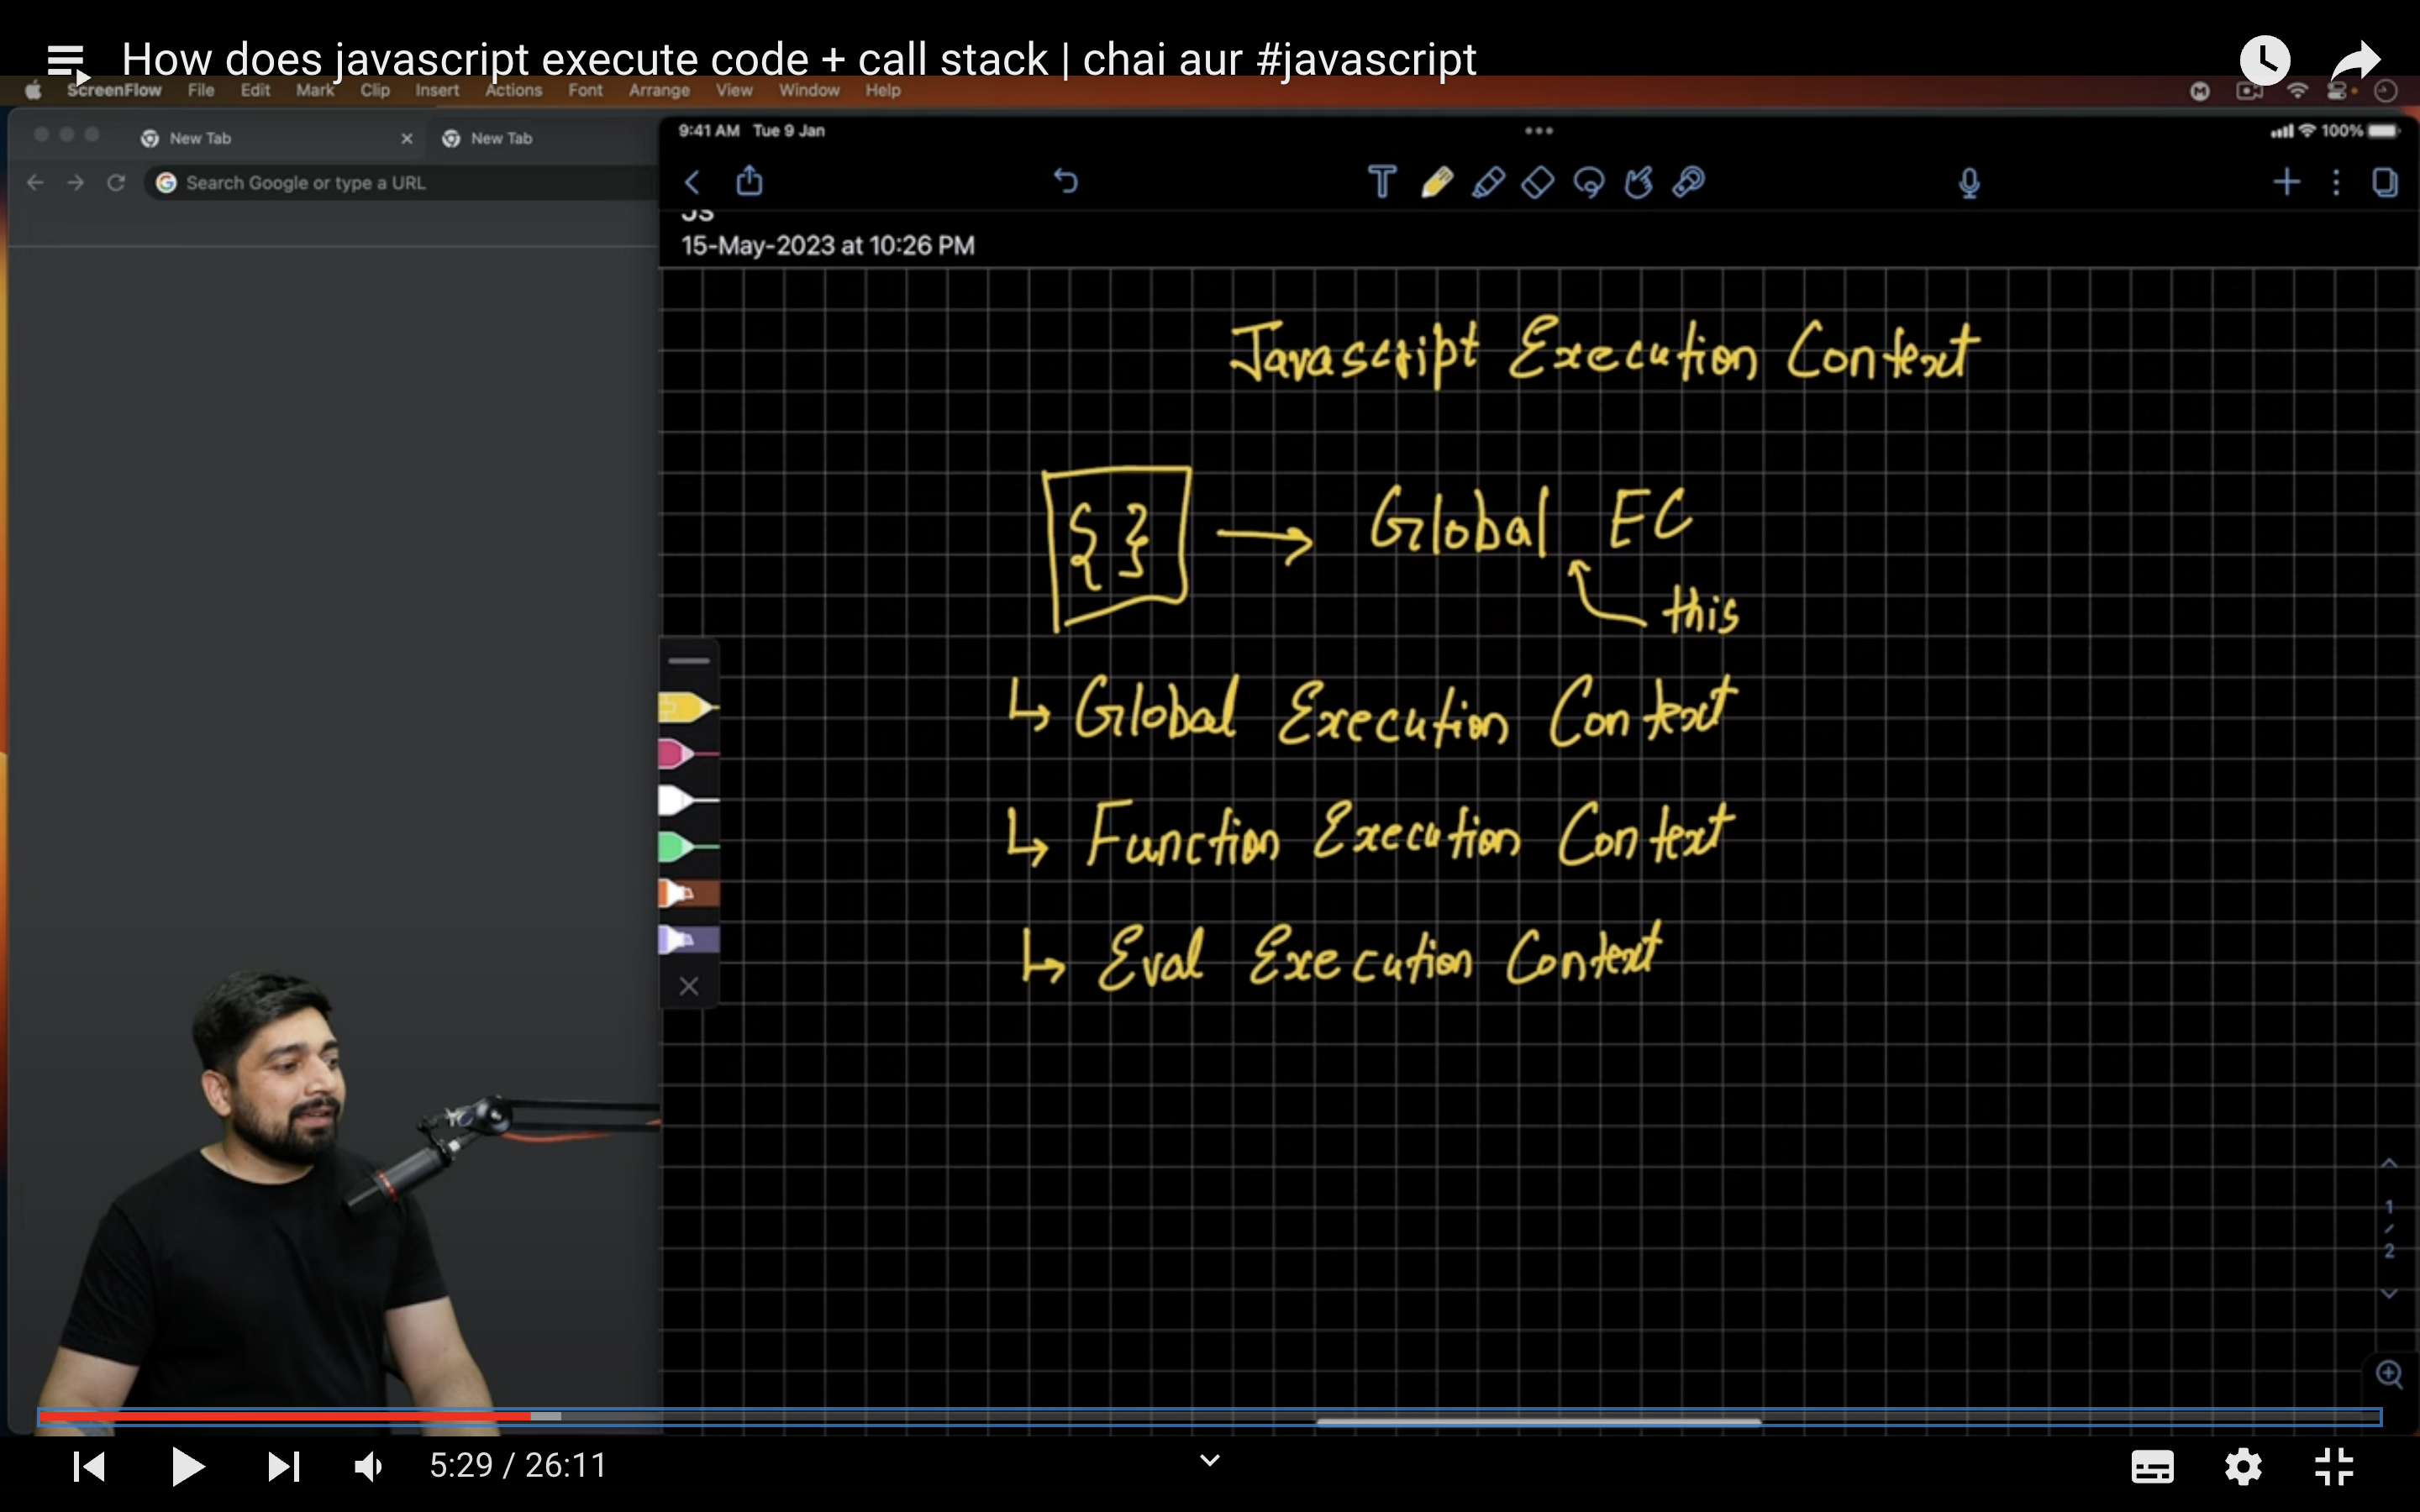 How does javascript execute code + call stack | chai aur #javascript
ScreenFlow File Edit Mark Clip Insert Actions Font Arrange View Window Help
New Tab
New Tab
Search Google or type a URL
9:41 AM Tue 9 Jan
100%
JS
15-May-2023 at 10:26 PM
Javascript Execution Context
{ } → Global EC
this
↳ Global Execution Context
↳ Function Execution Context
↳ Eval Execution Context
1
/
2
5:29 / 26:11